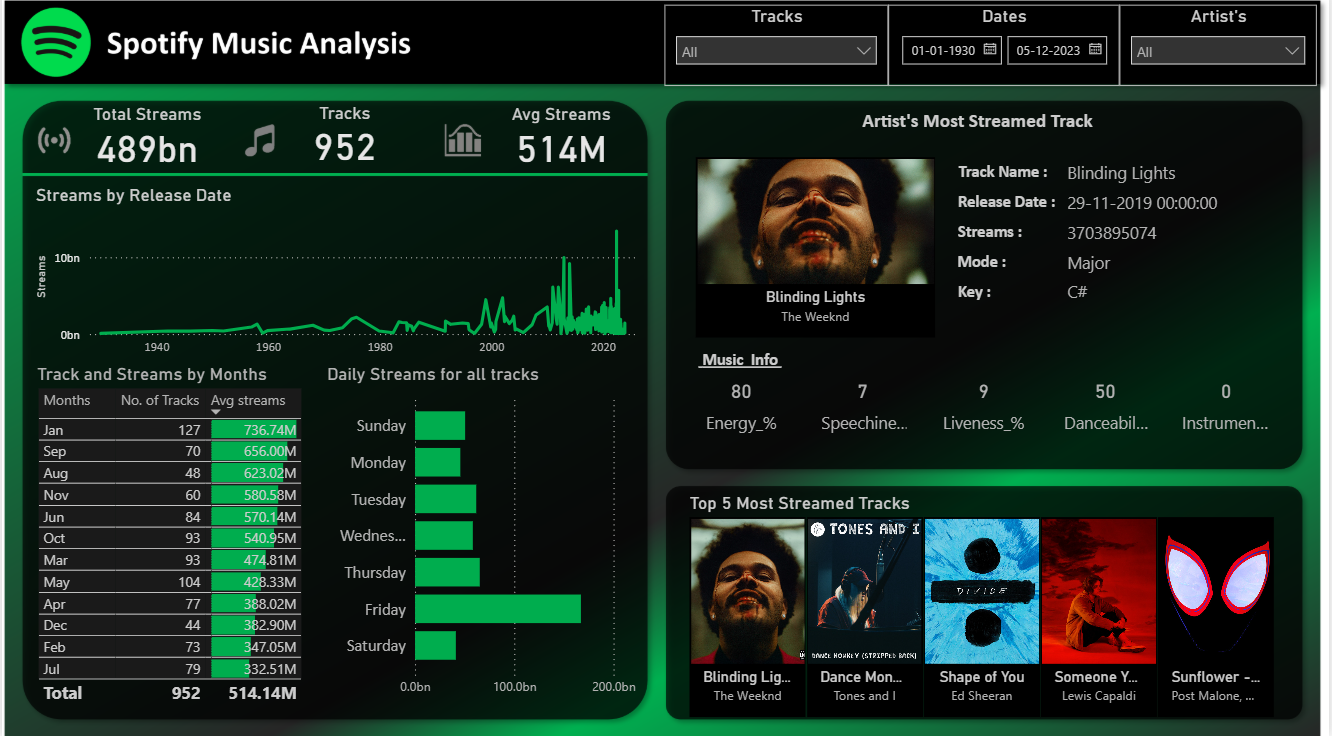 Spotify Music Analysis
Tracks
All
Dates
01-01-1930 05-12-2023
Artist's
All
Total Streams
489bn
Tracks
952
Avg Streams
514M
Streams by Release Date
Streams
10bn
0bn
1940 1960 1980 2000 2020
Track and Streams by Months
Months No. of Tracks Avg streams
Jan 127 736.74M
Sep 70 656.00M
Aug 48 623.02M
Nov 60 580.58M
Jun 84 570.14M
Oct 93 540.95M
Mar 93 474.81M
May 104 428.33M
Apr 77 388.02M
Dec 44 382.90M
Feb 73 347.05M
Jul 79 332.51M
Total 952 514.14M
Daily Streams for all tracks
Sunday
Monday
Tuesday
Wednes...
Thursday
Friday
Saturday
0.0bn 100.0bn 200.0bn
Artist's Most Streamed Track
Blinding Lights
The Weeknd
Track Name : Blinding Lights
Release Date : 29-11-2019 00:00:00
Streams : 3703895074
Mode : Major
Key : C#
Music Info
80 7 9 50 0
Energy_% Speechine... Liveness_% Danceabil... Instrumen...
Top 5 Most Streamed Tracks
TONES AND I
DANCE MONKEY (STRIPPED BACK)
DIVIDE
Blinding Lig... Dance Mon... Shape of You Someone Y... Sunflower -...
The Weeknd Tones and I Ed Sheeran Lewis Capaldi Post Malone, ...